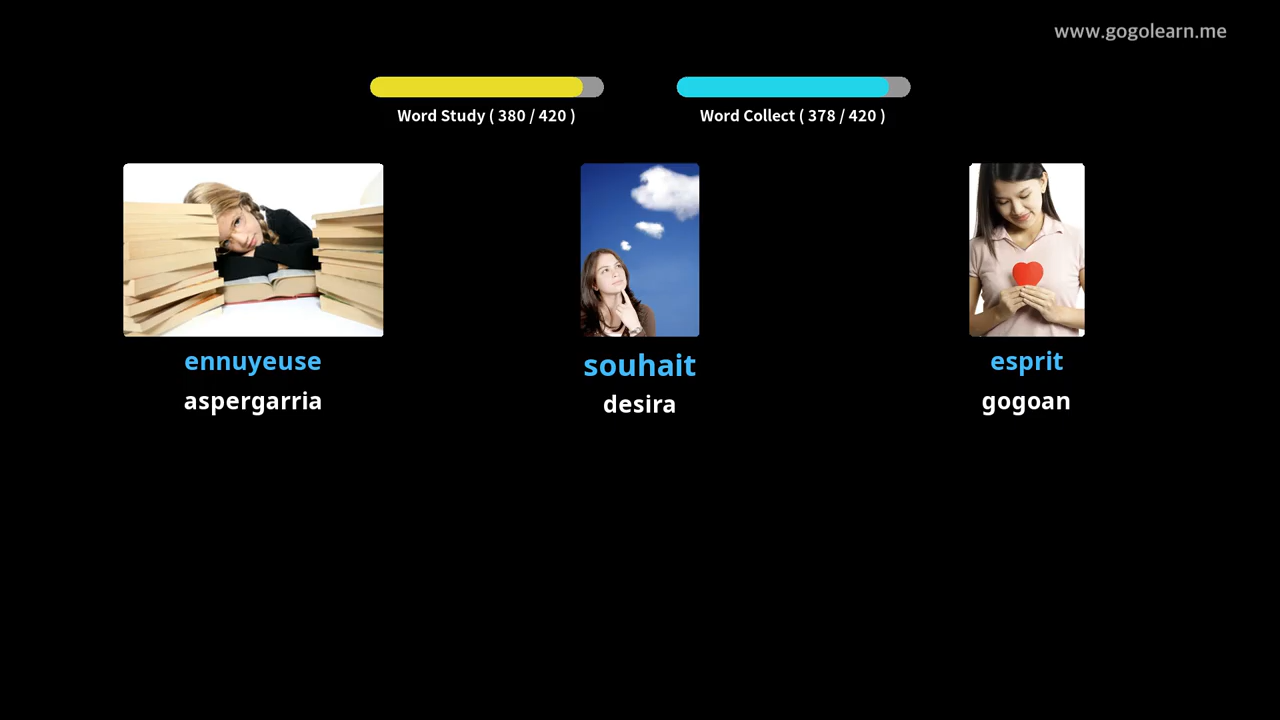 www.gogolearn.me
Word Study ( 380 / 420 )
Word Collect ( 378 / 420 )
ennuyeuse
aspergarria
souhait
desira
esprit
gogoan